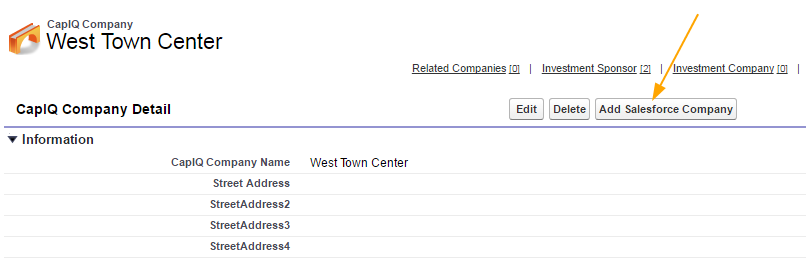 CapIQ Company
West Town Center
Related Companies [0] | Investment Sponsor [2] | Investment Company [0] |
CapIQ Company Detail Edit Delete Add Salesforce Company
Information
CapIQ Company Name West Town Center
Street Address
StreetAddress2
StreetAddress3
StreetAddress4